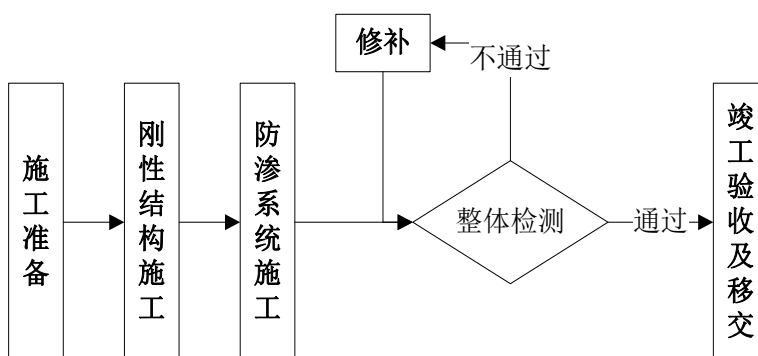 施工准备
刚性结构施工
防渗系统施工
修补
不通过
整体检测
通过
竣工验收及移交